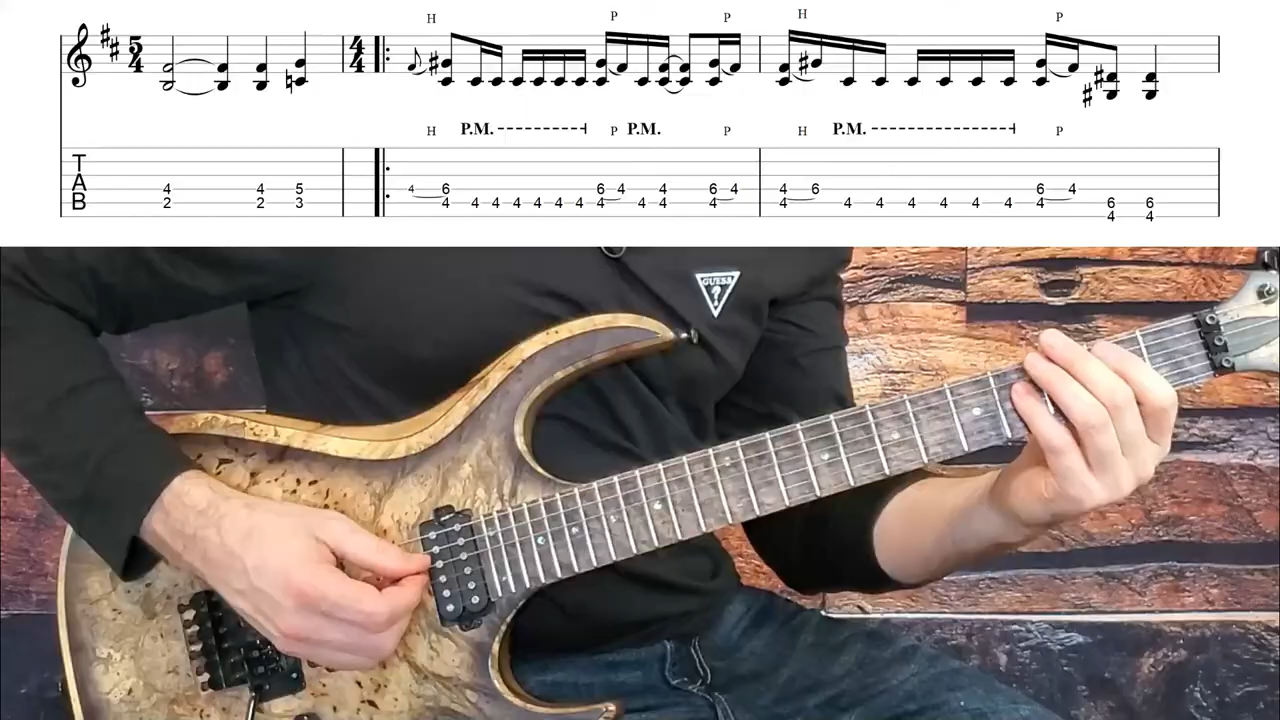 H P P H P
5 4
4 4
H P.M. P P.M. P H P.M. P
T
A
B
4 4 5 4 6 6 4 4 6 4 4 6 6 4
2 2 3 4 4 4 4 4 4 4 4 4 4 4 4 4 4 4 4 4 4 4 6 6
4 4
GUESS
?